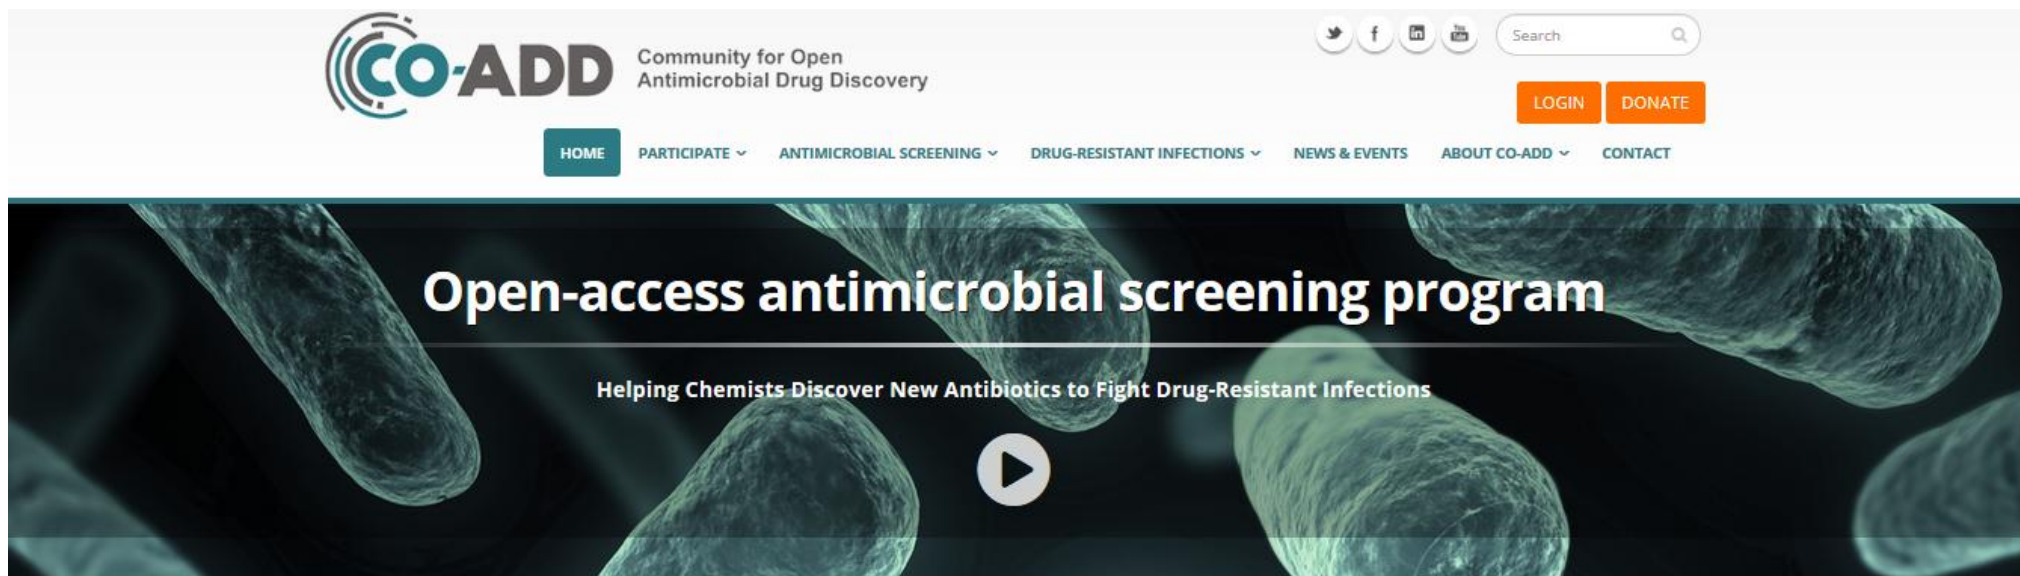 CO-ADD
Community for Open
Antimicrobial Drug Discovery
Search
LOGIN
DONATE
HOME
PARTICIPATE
ANTIMICROBIAL SCREENING
DRUG-RESISTANT INFECTIONS
NEWS & EVENTS
ABOUT CO-ADD
CONTACT
Open-access antimicrobial screening program
Helping Chemists Discover New Antibiotics to Fight Drug-Resistant Infections